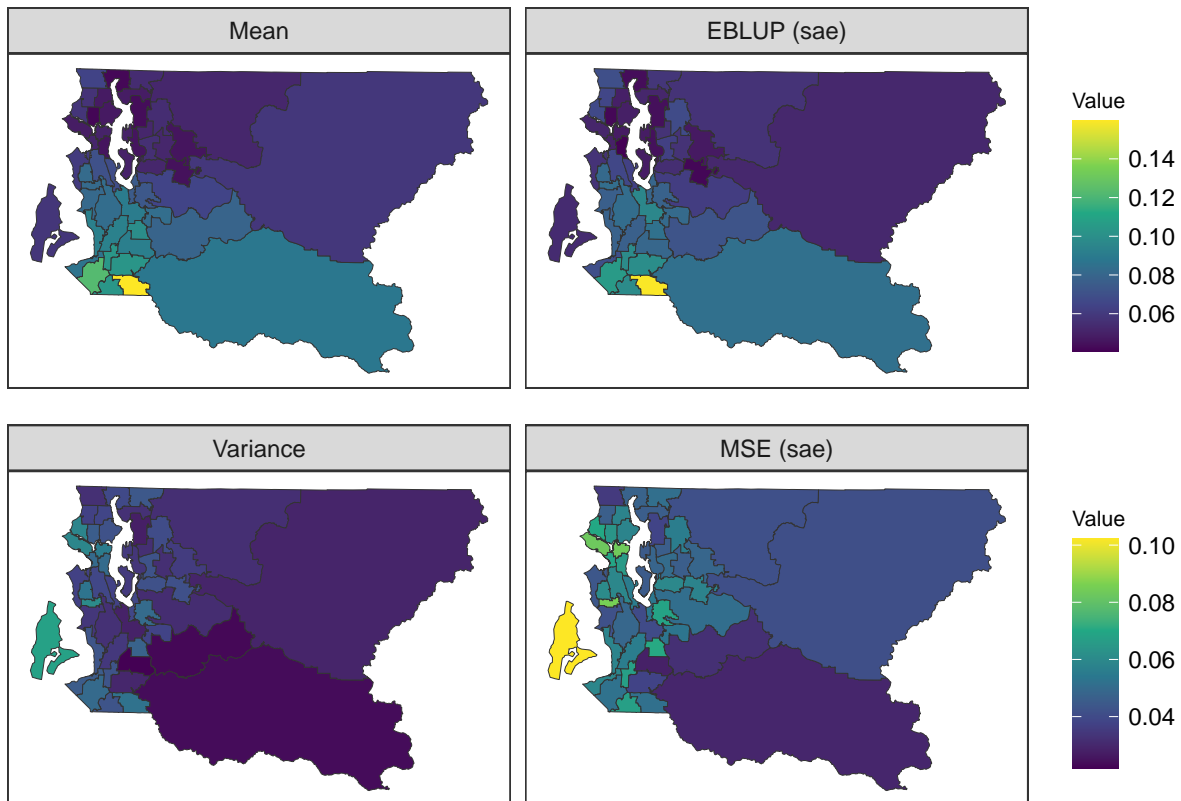 Mean
EBLUP (sae)
Value
0.14
0.12
0.10
0.08
0.06
Variance
MSE (sae)
Value
0.10
0.08
0.06
0.04